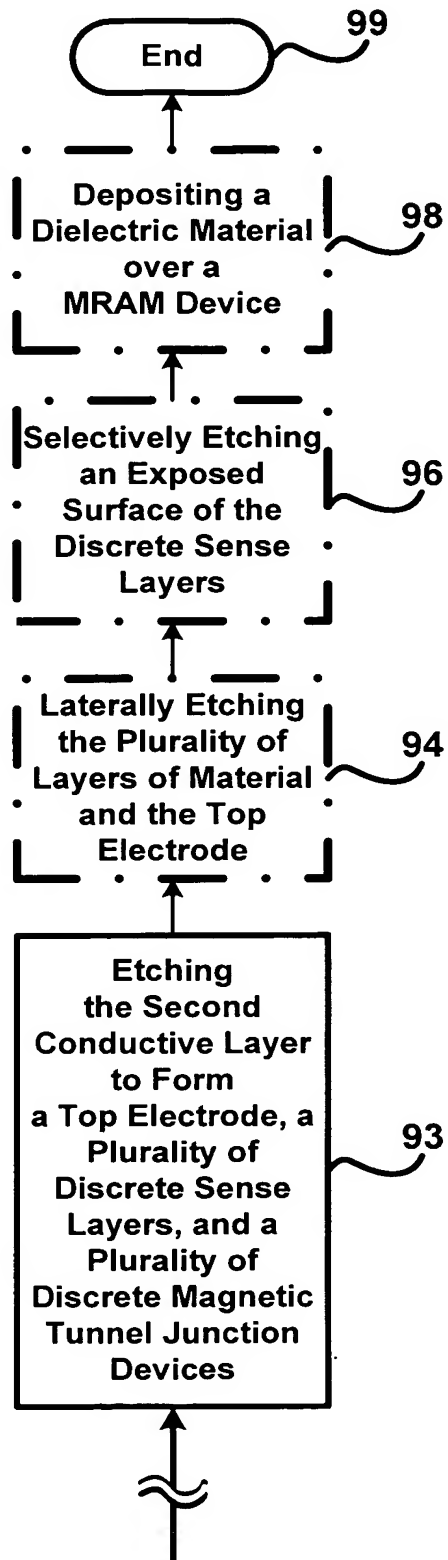 End
99
Depositing a
Dielectric Material
over a
MRAM Device
98
Selectively Etching
an Exposed
Surface of the
Discrete Sense
Layers
96
Laterally Etching
the Plurality of
Layers of Material
and the Top
Electrode
94
Etching
the Second
Conductive Layer
to Form
a Top Electrode, a
Plurality of
Discrete Sense
Layers, and a
Plurality of
Discrete Magnetic
Tunnel Junction
Devices
93